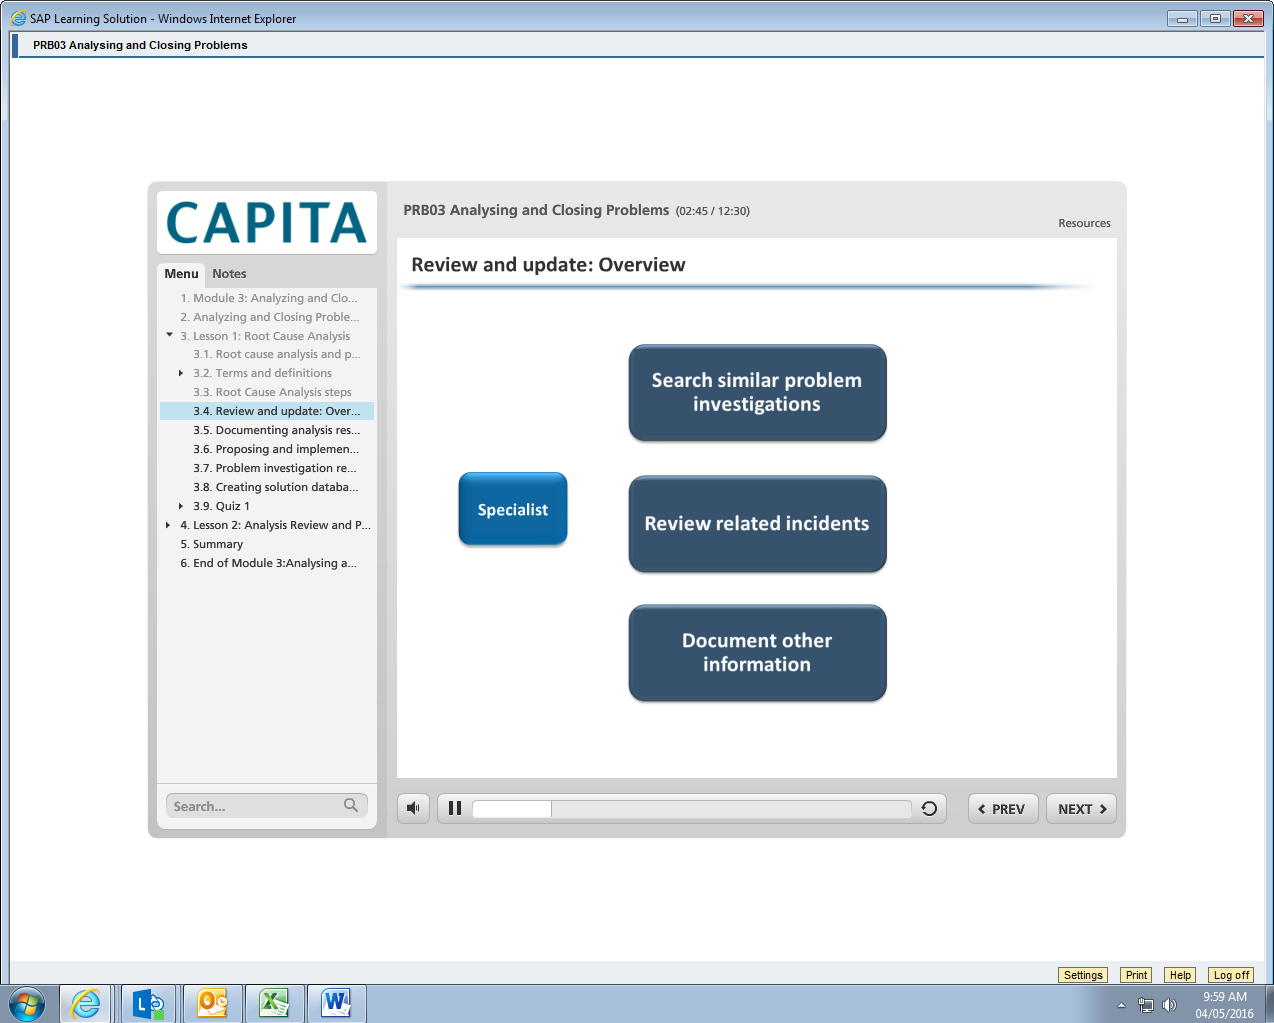 SAP Learning Solution - Windows Internet Explorer
PRB03 Analysing and Closing Problems
CAPITA
PRB03 Analysing and Closing Problems (02:45 / 12:30)
Resources
Menu Notes
1. Module 3: Analyzing and Clo...
2. Analyzing and Closing Proble...
3. Lesson 1: Root Cause Analysis
3.1. Root cause analysis and p...
3.2. Terms and definitions
3.3. Root Cause Analysis steps
3.4. Review and update: Over...
3.5. Documenting analysis res...
3.6. Proposing and implemen...
3.7. Problem investigation re...
3.8. Creating solution databa...
3.9. Quiz 1
4. Lesson 2: Analysis Review and P...
5. Summary
6. End of Module 3:Analysing a...
Search...
Review and update: Overview
Search similar problem
investigations
Specialist
Review related incidents
Document other
information
PREV
NEXT
Settings Print Help Log off
9:59 AM
04/05/2016